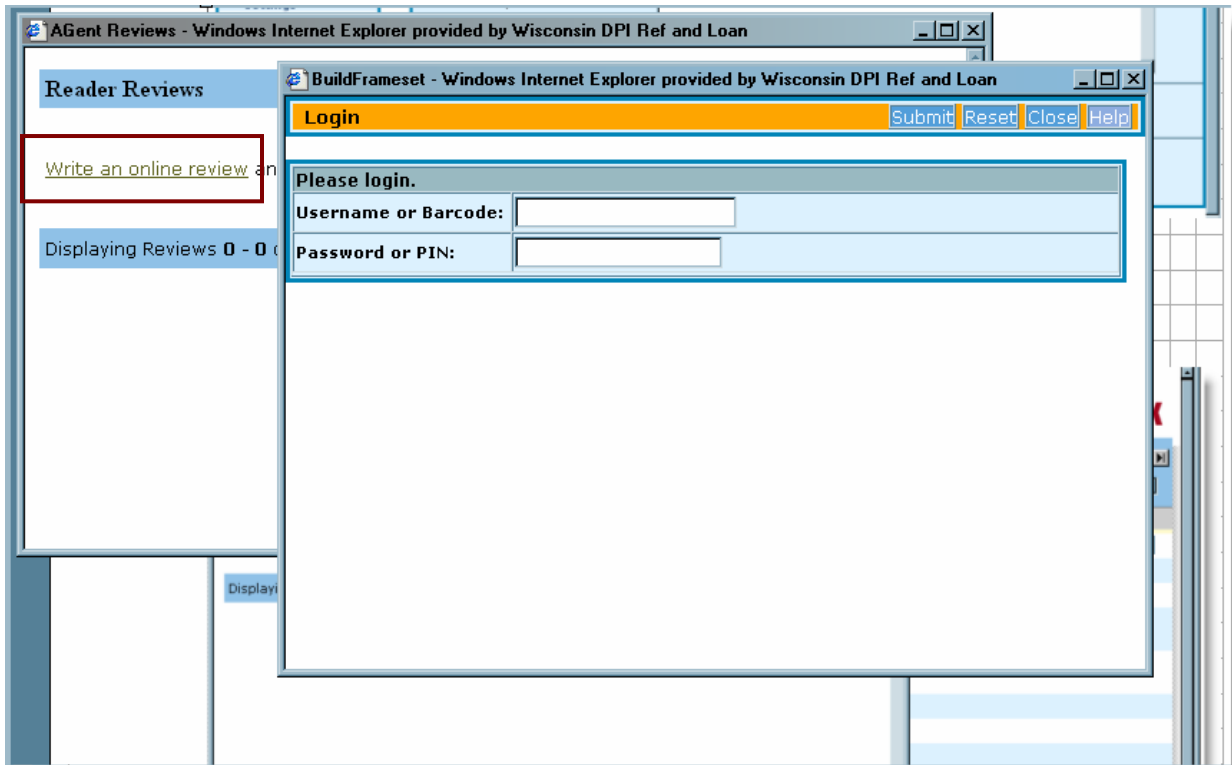 AGent Reviews - Windows Internet Explorer provided by Wisconsin DPI Ref and Loan
Reader Reviews
Write an online review an
Displaying Reviews 0 - 0
BuildFrameset - Windows Internet Explorer provided by Wisconsin DPI Ref and Loan
Login
Submit Reset Close Help
Please login.
Username or Barcode:
Password or PIN:
Displayi